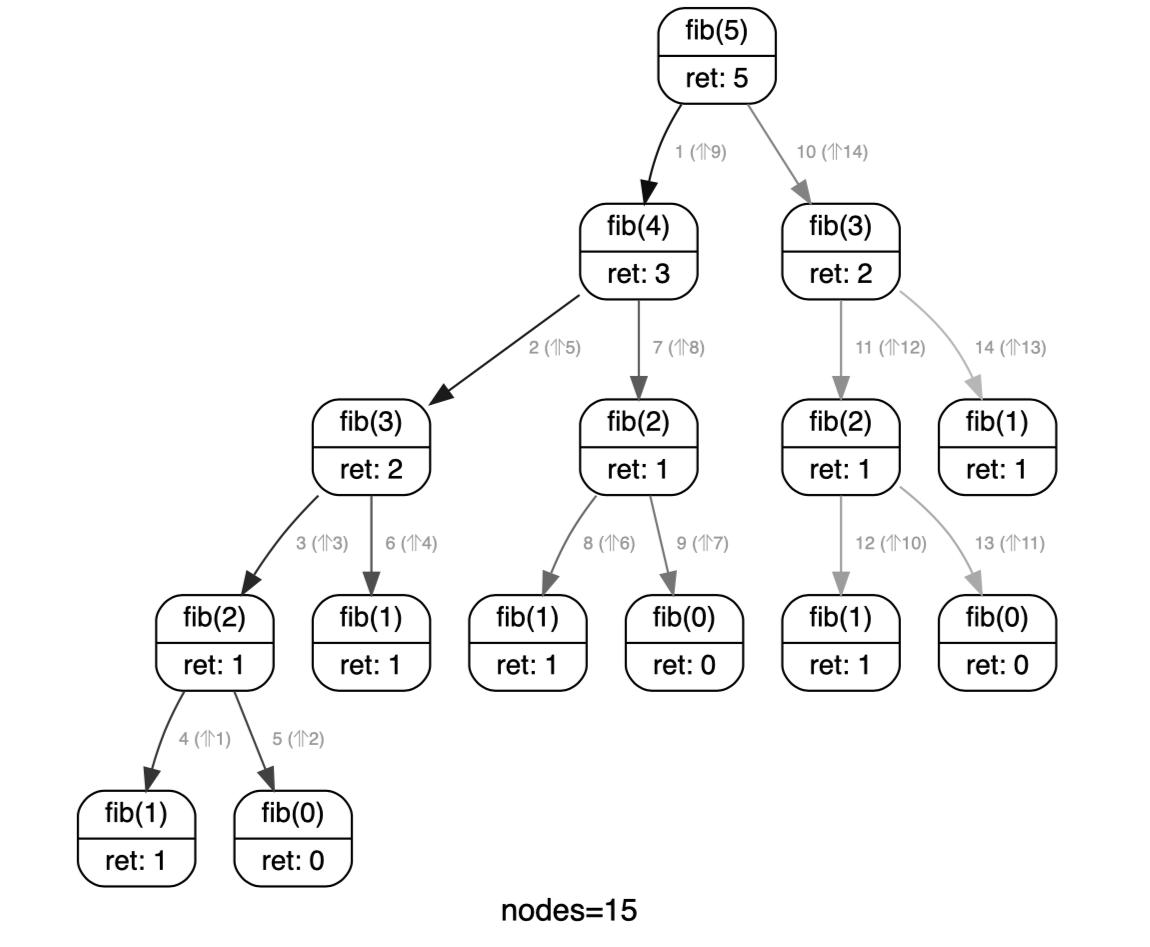 fib(5)
ret: 5
1 (⇑9)
10 (⇑14)
fib(4)
ret: 3
fib(3)
ret: 2
2 (⇑5)
7 (⇑8)
11 (⇑12)
14 (⇑13)
fib(3)
ret: 2
fib(2)
ret: 1
fib(2)
ret: 1
fib(1)
ret: 1
3 (⇑3)
6 (⇑4)
8 (⇑6)
9 (⇑7)
12 (⇑10)
13 (⇑11)
fib(2)
ret: 1
fib(1)
ret: 1
fib(1)
ret: 1
fib(0)
ret: 0
fib(1)
ret: 1
fib(0)
ret: 0
4 (⇑1)
5 (⇑2)
fib(1)
ret: 1
fib(0)
ret: 0
nodes=15